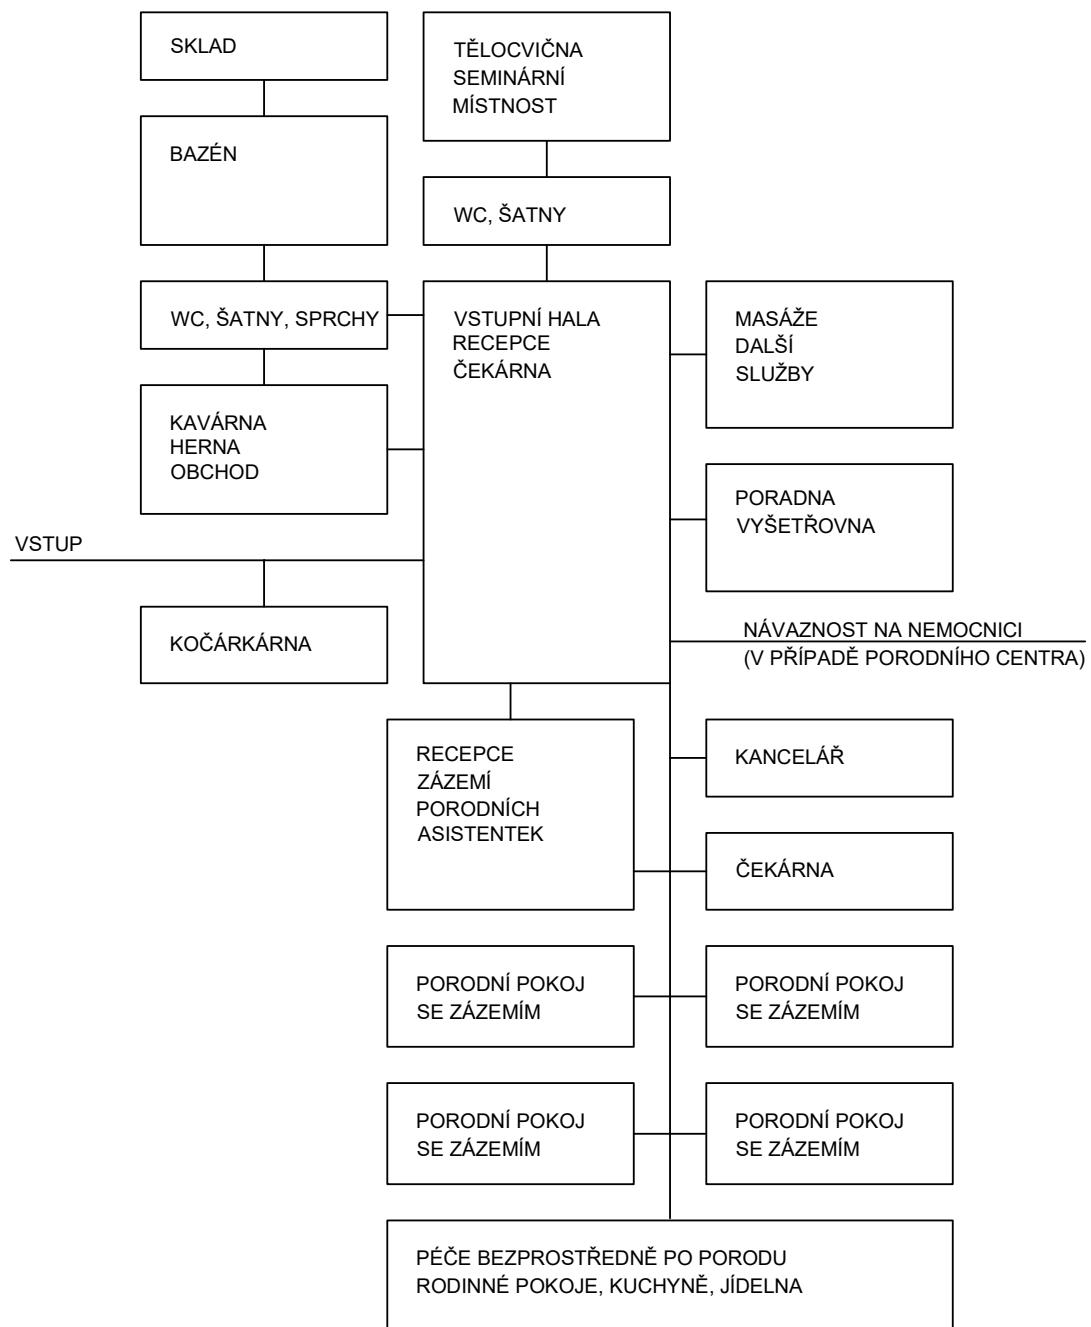 SKLAD
TĚLOCVIČNA
SEMINÁRNÍ
MÍSTNOST
BAZÉN
WC, ŠATNY
WC, ŠATNY, SPRCHY
VSTUPNÍ HALA
RECEPCE
ČEKÁRNA
MASÁŽE
DALŠÍ
SLUŽBY
KAVÁRNA
HERNA
OBCHOD
PORADNA
VYŠETŘOVNA
VSTUP
KOČÁRKÁRNA
NÁVAZNOST NA NEMOCNICI
(V PŘÍPADĚ PORODNÍHO CENTRA)
RECEPCE
ZÁZEMÍ
PORODNÍCH
ASISTENTEK
KANCELÁŘ
ČEKÁRNA
PORODNÍ POKOJ
SE ZÁZEMÍM
PORODNÍ POKOJ
SE ZÁZEMÍM
PORODNÍ POKOJ
SE ZÁZEMÍM
PORODNÍ POKOJ
SE ZÁZEMÍM
PÉČE BEZPROSTŘEDNĚ PO PORODU
RODINNÉ POKOJE, KUCHYNĚ, JÍDELNA